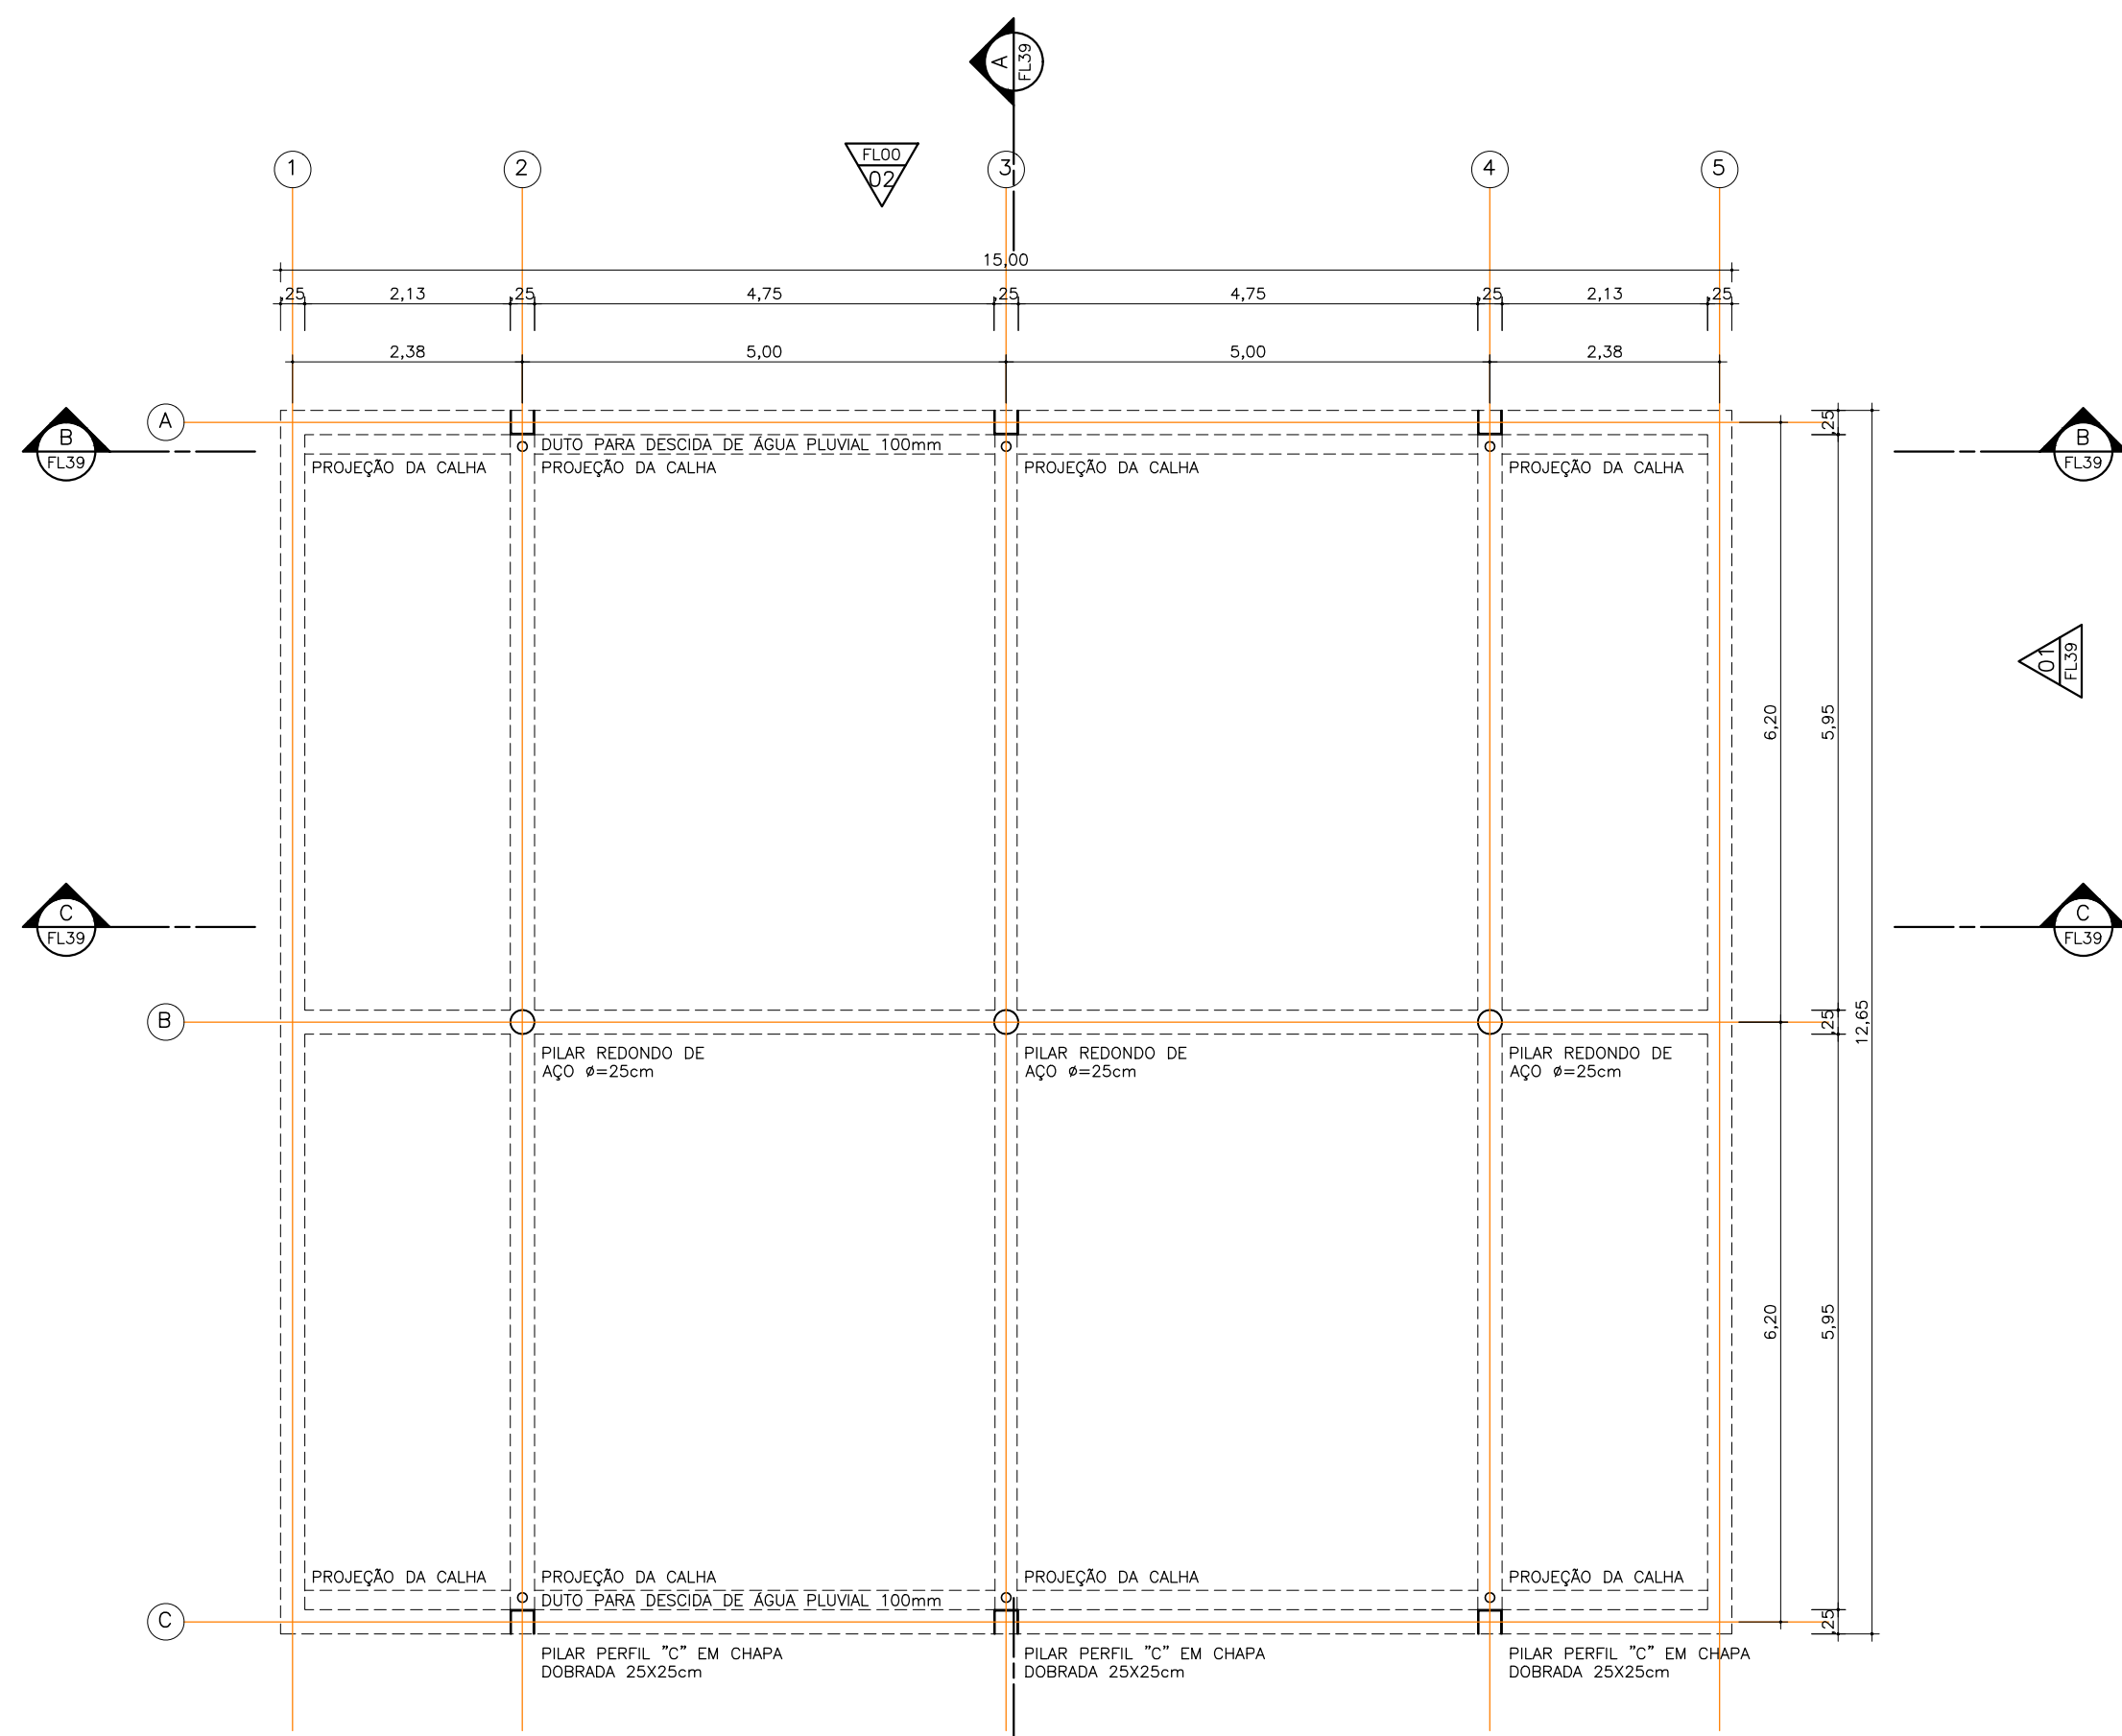 A
FL39
FL00
02
1
2
3
4
5
15,00
,25
2,13
,25
4,75
,25
4,75
,25
2,13
,25
2,38
5,00
5,00
2,38
A
,25
B
FL39
B
FL39
DUTO PARA DESCIDA DE ÁGUA PLUVIAL 100mm
PROJEÇÃO DA CALHA
PROJEÇÃO DA CALHA
PROJEÇÃO DA CALHA
PROJEÇÃO DA CALHA
01
FL39
6,20
5,95
C
FL39
C
FL39
B
,25
12,65
PILAR REDONDO DE
AÇO ø=25cm
PILAR REDONDO DE
AÇO ø=25cm
PILAR REDONDO DE
AÇO ø=25cm
6,20
5,95
PROJEÇÃO DA CALHA
PROJEÇÃO DA CALHA
PROJEÇÃO DA CALHA
PROJEÇÃO DA CALHA
DUTO PARA DESCIDA DE ÁGUA PLUVIAL 100mm
C
,25
PILAR PERFIL "C" EM CHAPA
DOBRADA 25X25cm
PILAR PERFIL "C" EM CHAPA
DOBRADA 25X25cm
PILAR PERFIL "C" EM CHAPA
DOBRADA 25X25cm